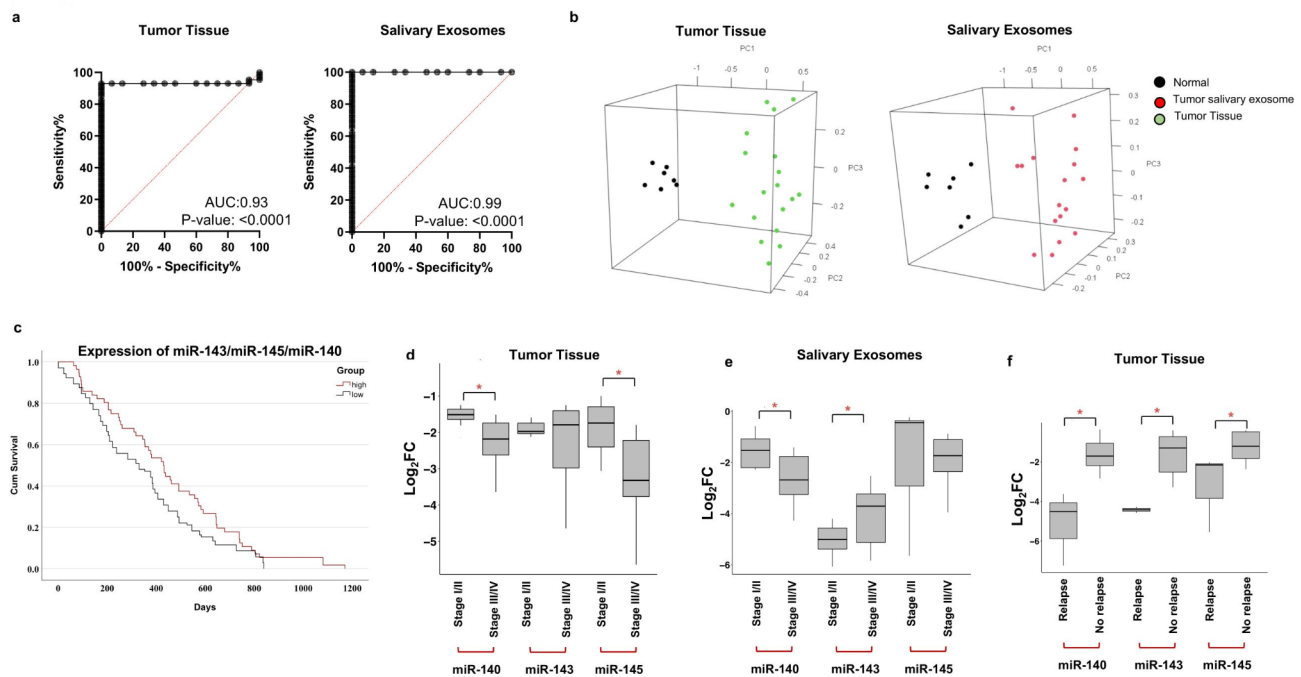 a
Tumor Tissue
Sensitivity%
100
80
60
40
20
0
AUC:0.93
P-value: <0.0001
0 20 40 60 80 100
100% - Specificity%
Salivary Exosomes
Sensitivity%
100
80
60
40
20
0
AUC:0.99
P-value: <0.0001
0 20 40 60 80 100
100% - Specificity%
b
Tumor Tissue
PC1
-1 -0.5 0 0.5
0.2
0
-0.2
PC3
0.4
0.2
0
-0.2
-0.4
PC2
Salivary Exosomes
PC1
-1 -0.5 0 0.5
0.3
0.2
0.1
0
-0.1
-0.2
PC3
0.3
0.2
0.1
0
-0.1
-0.2
PC2
Normal
Tumor salivary exosome
Tumor Tissue
c
Expression of miR-143/miR-145/miR-140
Group
high
low
Cum Survival
1.0
0.8
0.6
0.4
0.2
0.0
0 200 400 600 800 1000 1200
Days
d
Tumor Tissue
Log2FC
−1
−2
−3
−4
−5
* *
Stage I/II
Stage III/IV
Stage I/II
Stage III/IV
Stage I/II
Stage III/IV
miR-140 miR-143 miR-145
e
Salivary Exosomes
Log2FC
0
−2
−4
−6
* *
Stage I/II
Stage III/IV
Stage I/II
Stage III/IV
Stage I/II
Stage III/IV
miR-140 miR-143 miR-145
f
Tumor Tissue
Log2FC
−2
−4
−6
* * *
Relapse
No relapse
Relapse
No relapse
Relapse
No relapse
miR-140 miR-143 miR-145